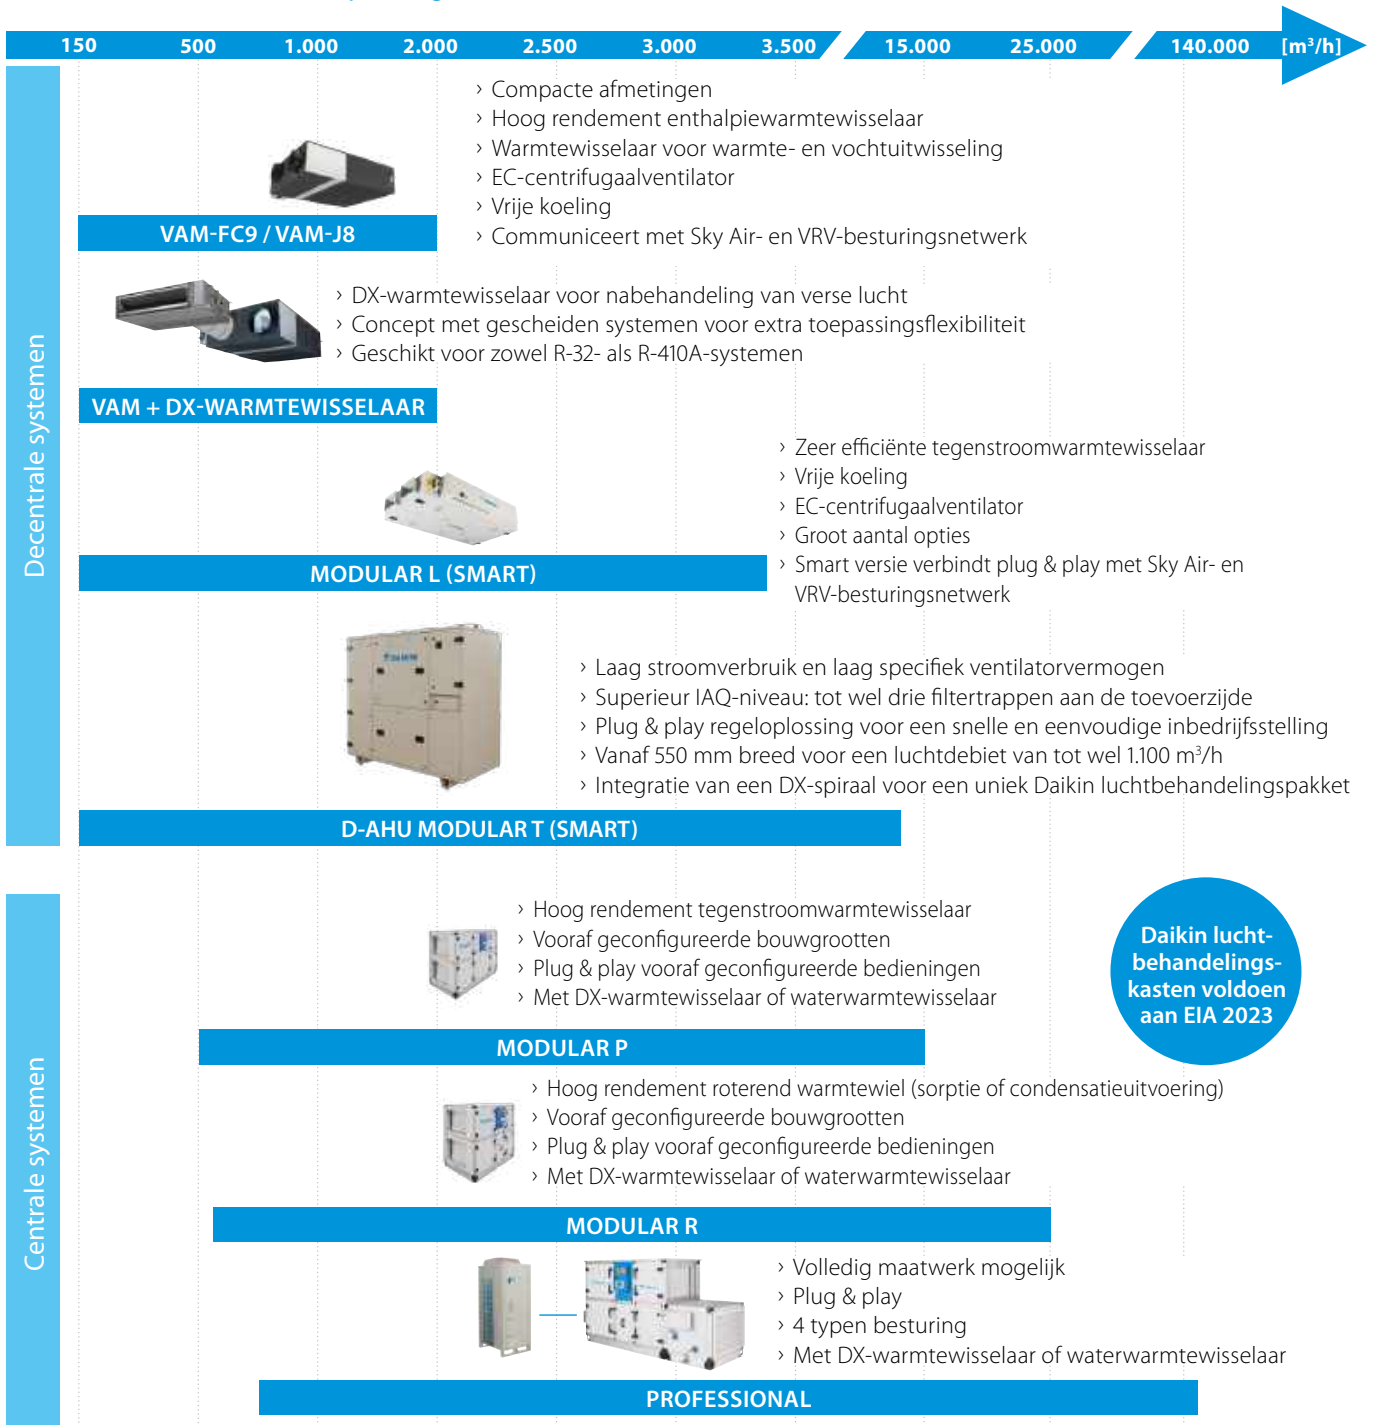 150 500 1.000 2.000 2.500 3.000 3.500 15.000 25.000 140.000 [m³/h]
Decentrale systemen
› Compacte afmetingen
› Hoog rendement enthalpiewarmtewisselaar
› Warmtewisselaar voor warmte- en vochtuitwisseling
› EC-centrifugaalventilator
› Vrije koeling
› Communiceert met Sky Air- en VRV-besturingsnetwerk
VAM-FC9 / VAM-J8
› DX-warmtewisselaar voor nabehandeling van verse lucht
› Concept met gescheiden systemen voor extra toepassingsflexibiliteit
› Geschikt voor zowel R-32- als R-410A-systemen
VAM + DX-WARMTEWISSELAAR
› Zeer efficiënte tegenstroomwarmtewisselaar
› Vrije koeling
› EC-centrifugaalventilator
› Groot aantal opties
› Smart versie verbindt plug & play met Sky Air- en
VRV-besturingsnetwerk
MODULAR L (SMART)
› Laag stroomverbruik en laag specifiek ventilatorvermogen
› Superieur IAQ-niveau: tot wel drie filtertrappen aan de toevoerzijde
› Plug & play regeloplossing voor een snelle en eenvoudige inbedrijfsstelling
› Vanaf 550 mm breed voor een luchtdebiet van tot wel 1.100 m³/h
› Integratie van een DX-spiraal voor een uniek Daikin luchtbehandelingspakket
D-AHU MODULAR T (SMART)
Centrale systemen
› Hoog rendement tegenstroomwarmtewisselaar
› Vooraf geconfigureerde bouwgrootten
› Plug & play vooraf geconfigureerde bedieningen
› Met DX-warmtewisselaar of waterwarmtewisselaar
Daikin lucht-
behandelings-
kasten voldoen
aan EIA 2023
MODULAR P
› Hoog rendement roterend warmtewiel (sorptie of condensatieuitvoering)
› Vooraf geconfigureerde bouwgrootten
› Plug & play vooraf geconfigureerde bedieningen
› Met DX-warmtewisselaar of waterwarmtewisselaar
MODULAR R
› Volledig maatwerk mogelijk
› Plug & play
› 4 typen besturing
› Met DX-warmtewisselaar of waterwarmtewisselaar
PROFESSIONAL